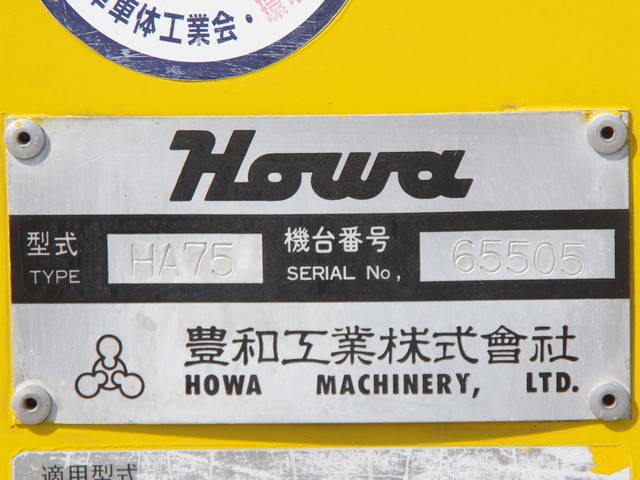 車体工業会・
Howa
型式 HA75 機台番号 65505
TYPE SERIAL No,
豊和工業株式會社
HOWA MACHINERY, LTD.
適用型式